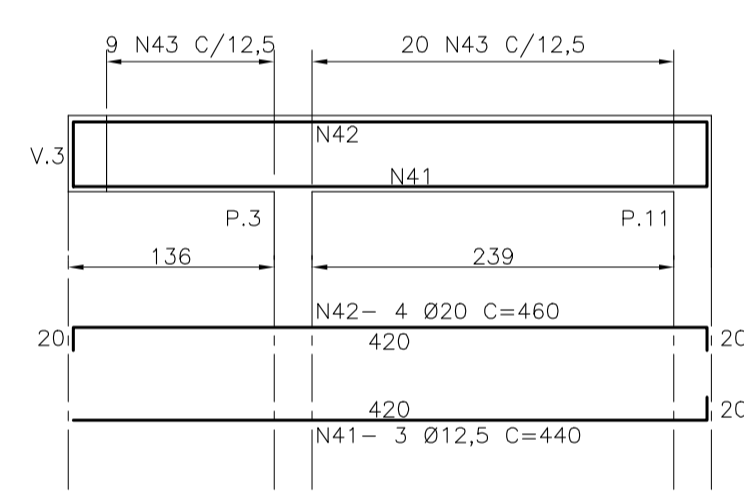 9 N43 C/12,5
20 N43 C/12,5
N42
V.3
N41
P.3
P.11
136
239
N42- 4 Ø20 C=460
20
420
20
420
20
N41- 3 Ø12,5 C=440